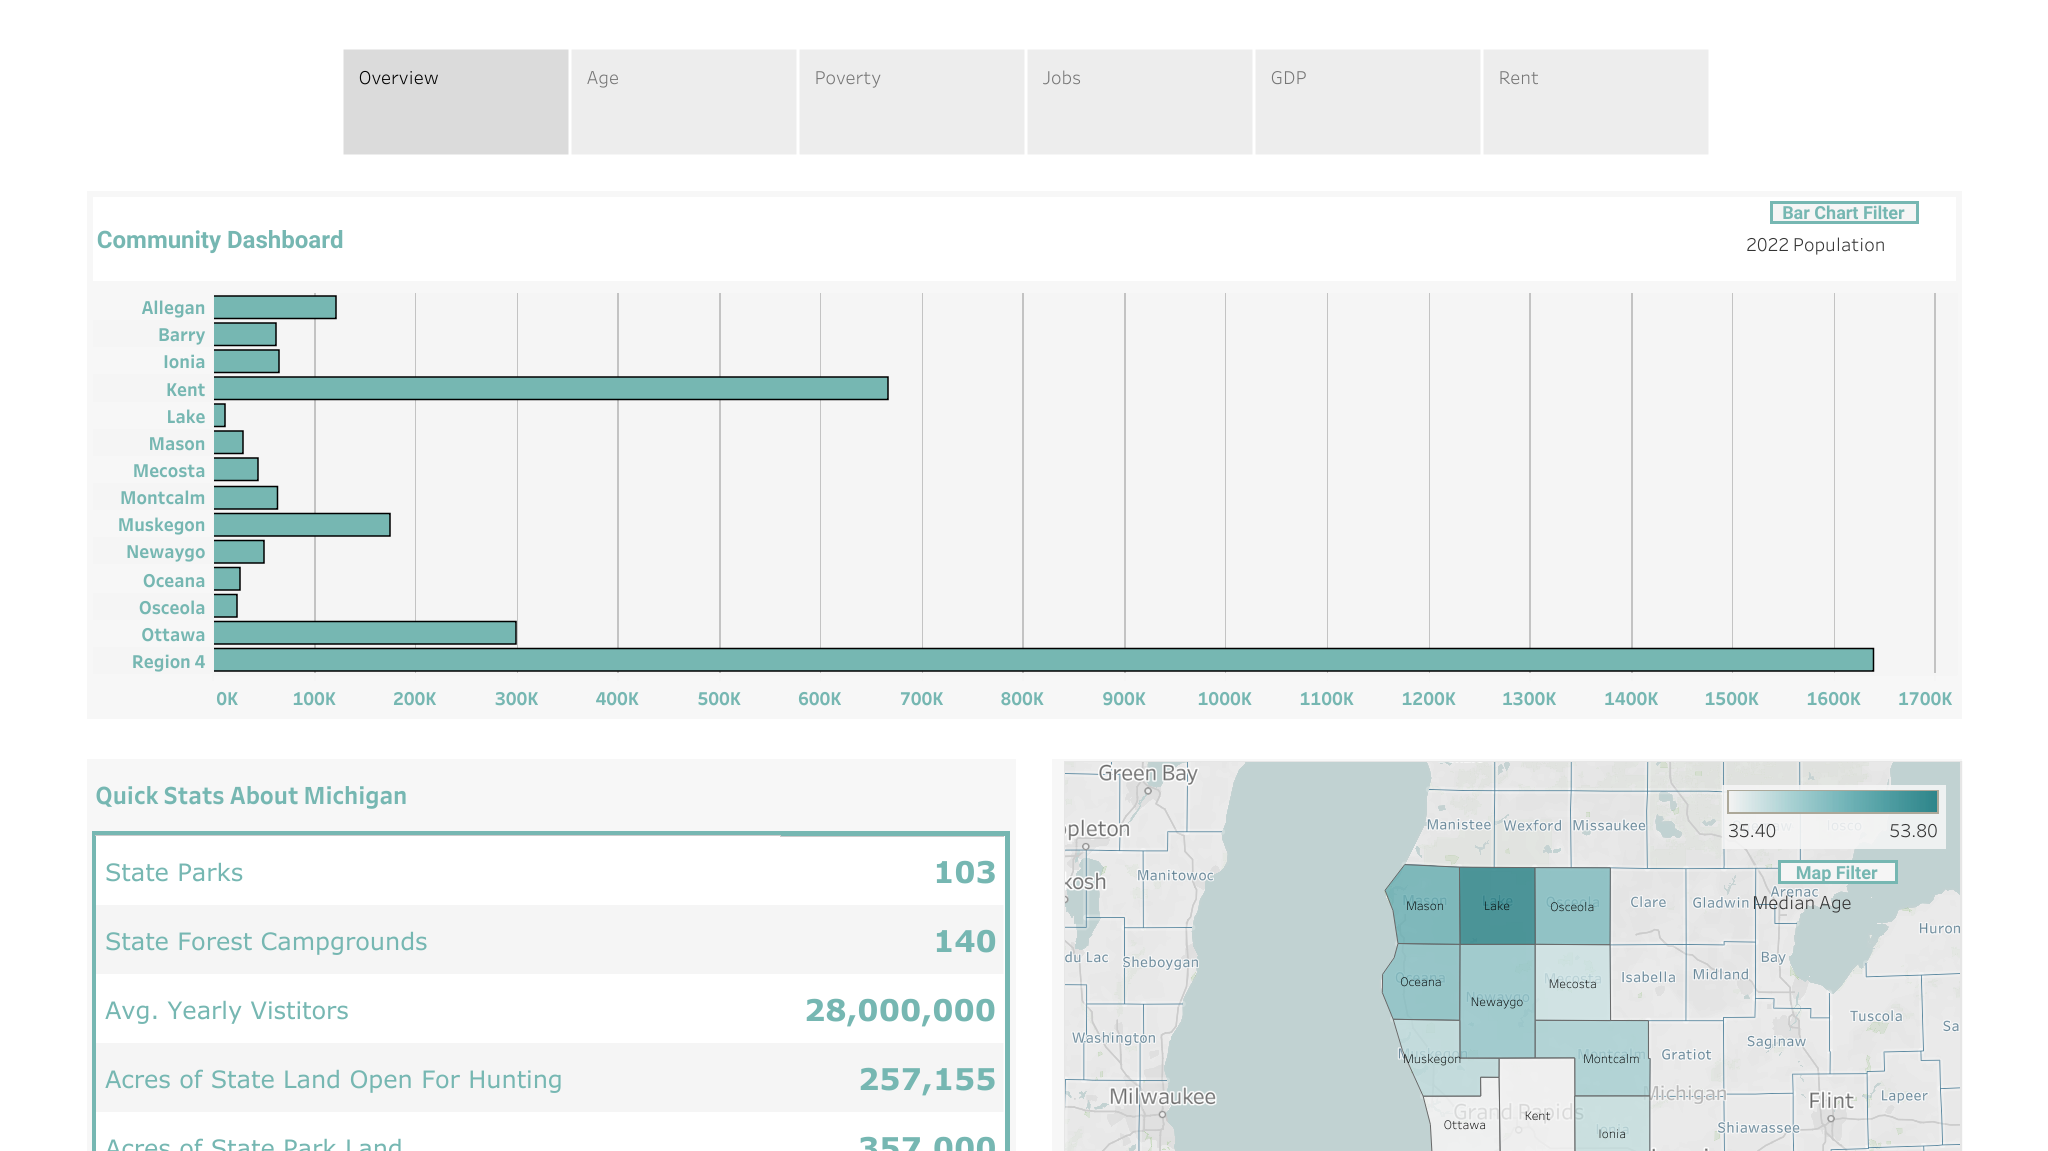 Overview
Age
Poverty
Jobs
GDP
Rent
Bar Chart Filter
Community Dashboard
2022 Population
Allegan
Barry
Ionia
Kent
Lake
Mason
Mecosta
Montcalm
Muskegon
Newaygo
Oceana
Osceola
Ottawa
Region 4
0K 100K 200K 300K 400K 500K 600K 700K 800K 900K 1000K 1100K 1200K 1300K 1400K 1500K 1600K 1700K
Quick Stats About Michigan
State Parks 103
State Forest Campgrounds 140
Avg. Yearly Vistitors 28,000,000
Acres of State Land Open For Hunting 257,155
Acres of State Park Land 357,000
Green Bay
35.40 53.80
Manistee Wexford Missaukee
pleton
Manitowoc
Map Filter
kosh
Arenac
Mason Lake Osceola Clare Gladwin Median Age
Huron
du Lac Sheboygan Bay
Oceana Newaygo Mecosta Isabella Midland
Tuscola
Sa
Washington Saginaw
Muskegon Montcalm Gratiot
Michigan
Milwaukee Flint Lapeer
Grand Rapids
Ottawa Kent Ionia Shiawassee